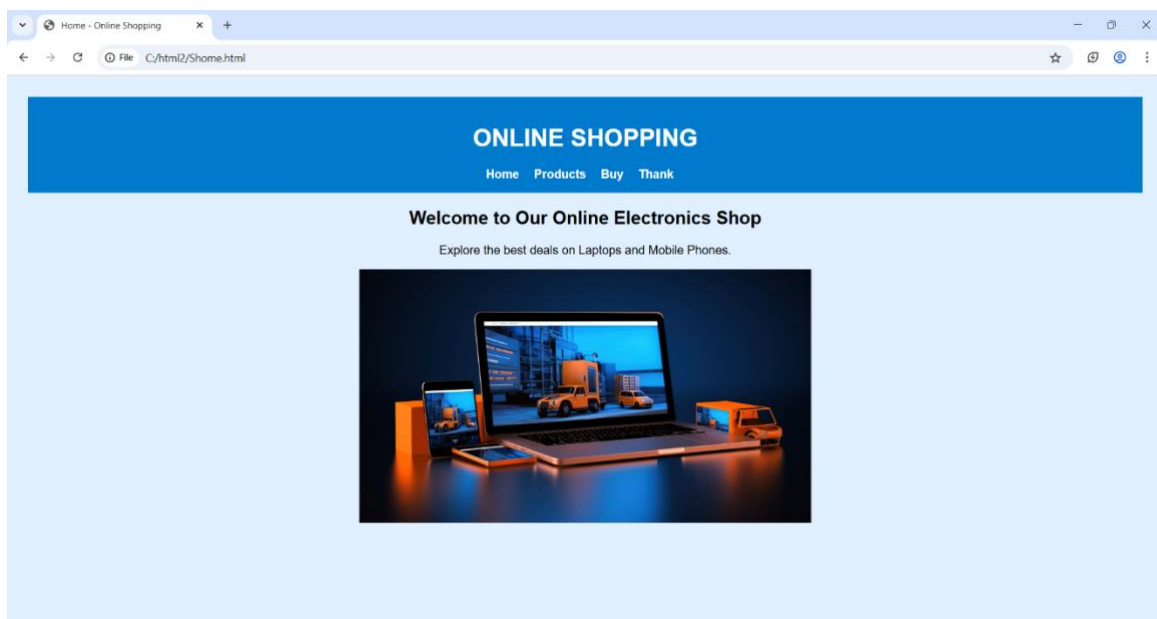 Home - Online Shopping
File C:/html2/Shome.html
ONLINE SHOPPING
Home Products Buy Thank
Welcome to Our Online Electronics Shop
Explore the best deals on Laptops and Mobile Phones.